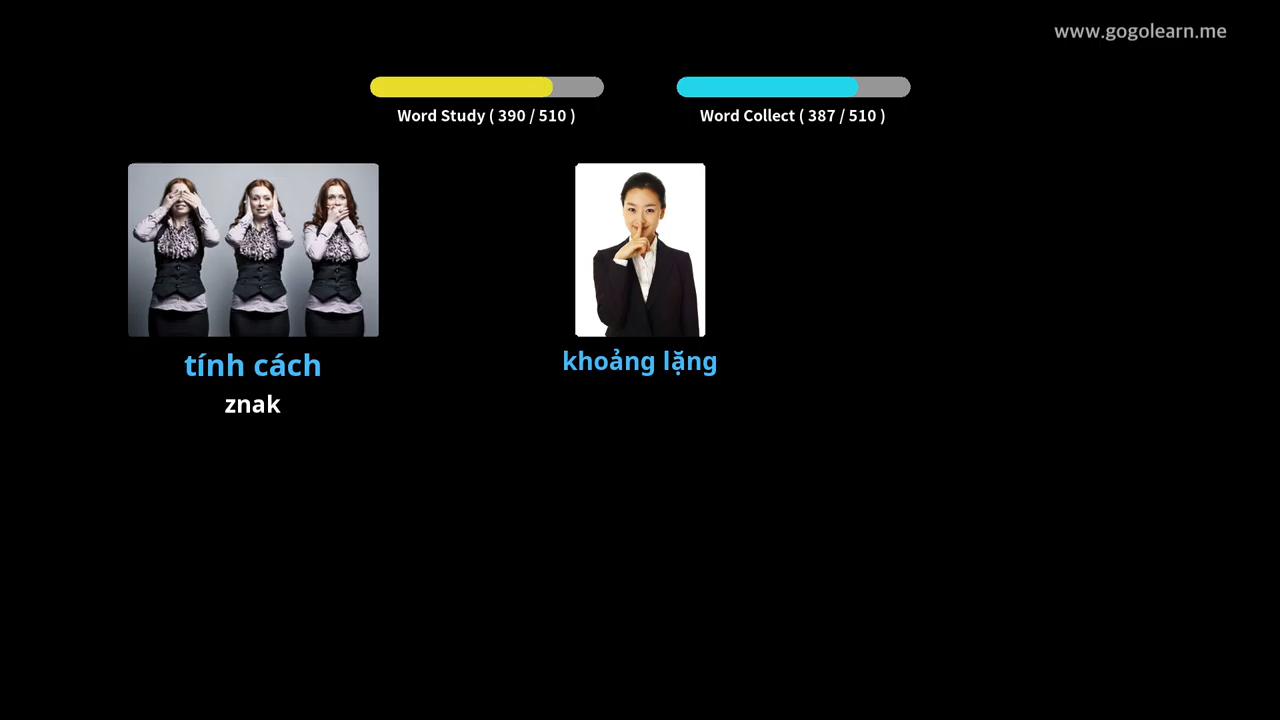 www.gogolearn.me
Word Study ( 390 / 510 )
Word Collect ( 387 / 510 )
tính cách
znak
khoảng lặng